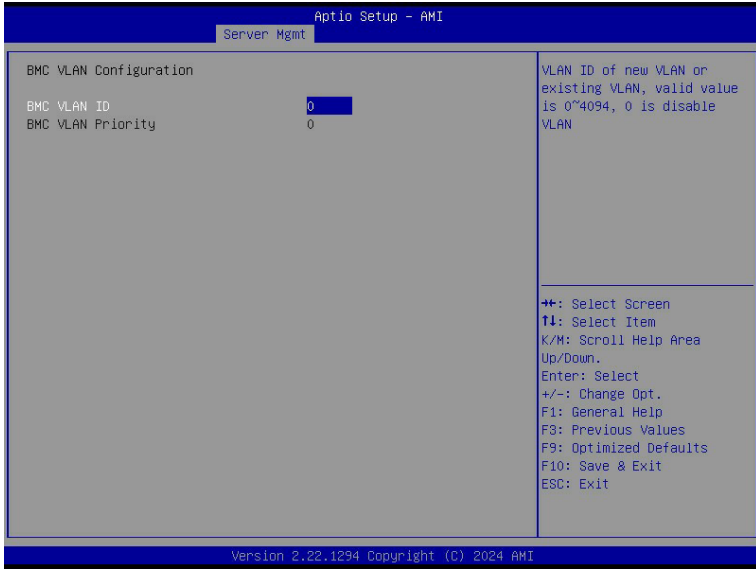 Aptio Setup – AMI
Server Mgmt
BMC VLAN Configuration
BMC VLAN ID 0
BMC VLAN Priority 0
VLAN ID of new VLAN or
existing VLAN, valid value
is 0~4094, 0 is disable
VLAN
→←: Select Screen
↑↓: Select Item
K/M: Scroll Help Area
Up/Down.
Enter: Select
+/-: Change Opt.
F1: General Help
F3: Previous Values
F9: Optimized Defaults
F10: Save & Exit
ESC: Exit
Version 2.22.1294 Copyright (C) 2024 AMI